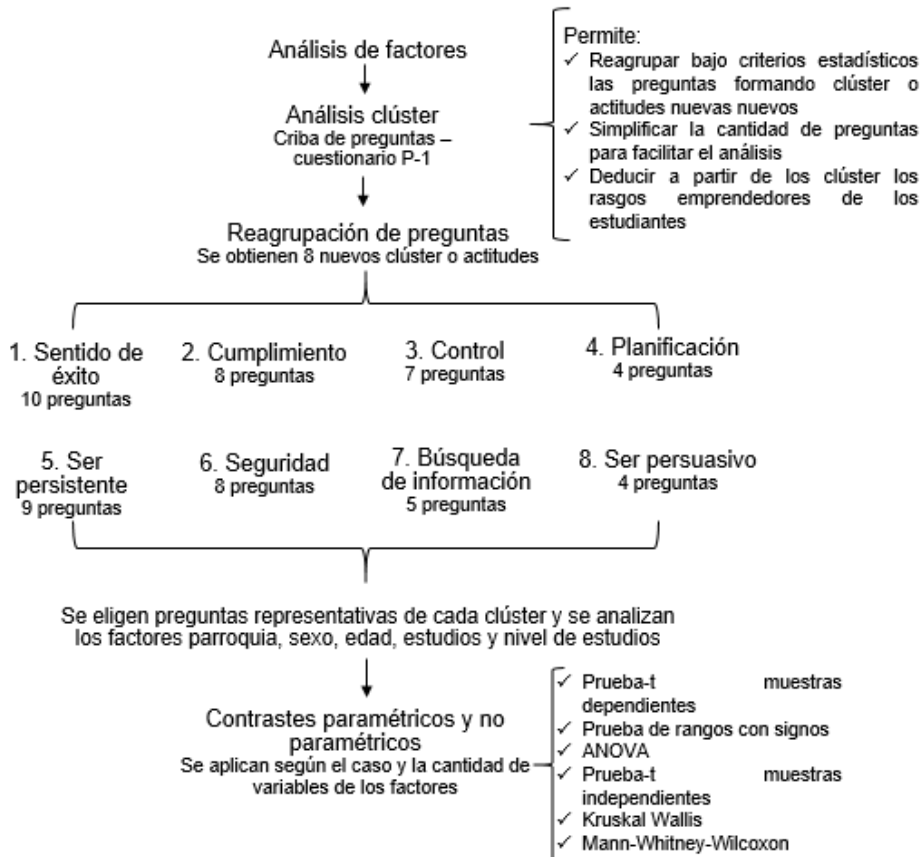 Análisis de factores
Análisis clúster
Criba de preguntas –
cuestionario P-1
Permite:
✓ Reagrupar bajo criterios estadísticos
las preguntas formando clúster o
actitudes nuevas nuevos
✓ Simplificar la cantidad de preguntas
para facilitar el análisis
✓ Deducir a partir de los clúster los
rasgos emprendedores de los
estudiantes
Reagrupación de preguntas
Se obtienen 8 nuevos clúster o actitudes
1. Sentido de
éxito
10 preguntas
2. Cumplimiento
8 preguntas
3. Control
7 preguntas
4. Planificación
4 preguntas
5. Ser
persistente
9 preguntas
6. Seguridad
8 preguntas
7. Búsqueda
de información
5 preguntas
8. Ser persuasivo
4 preguntas
Se eligen preguntas representativas de cada clúster y se analizan
los factores parroquia, sexo, edad, estudios y nivel de estudios
Contrastes paramétricos y no
paramétricos
Se aplican según el caso y la cantidad de
variables de los factores
✓ Prueba-t muestras
dependientes
✓ Prueba de rangos con signos
✓ ANOVA
✓ Prueba-t muestras
independientes
✓ Kruskal Wallis
✓ Mann-Whitney-Wilcoxon